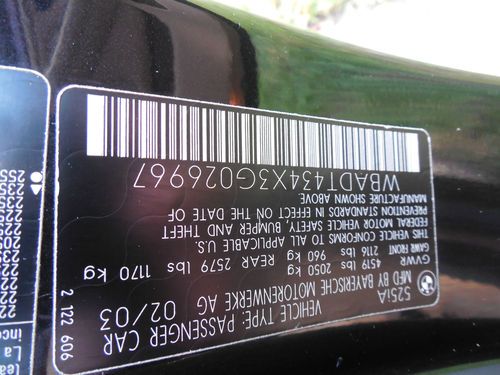 525iA VEHICLE TYPE: PASSENGER CAR
MFD BY BAYERISCHE MOTORENWERKE AG 02/03
GVWR 4574 lbs 2050 kg
GAWR FRONT 2116 lbs 960 kg REAR 2579 lbs 1170 kg
THIS VEHICLE CONFORMS TO ALL APPLICABLE U.S.
FEDERAL MOTOR VEHICLE SAFETY, BUMPER AND THEFT
PREVENTION STANDARDS IN EFFECT ON THE DATE OF
MANUFACTURE SHOWN ABOVE
WBADT434X3G026967
2 122 606